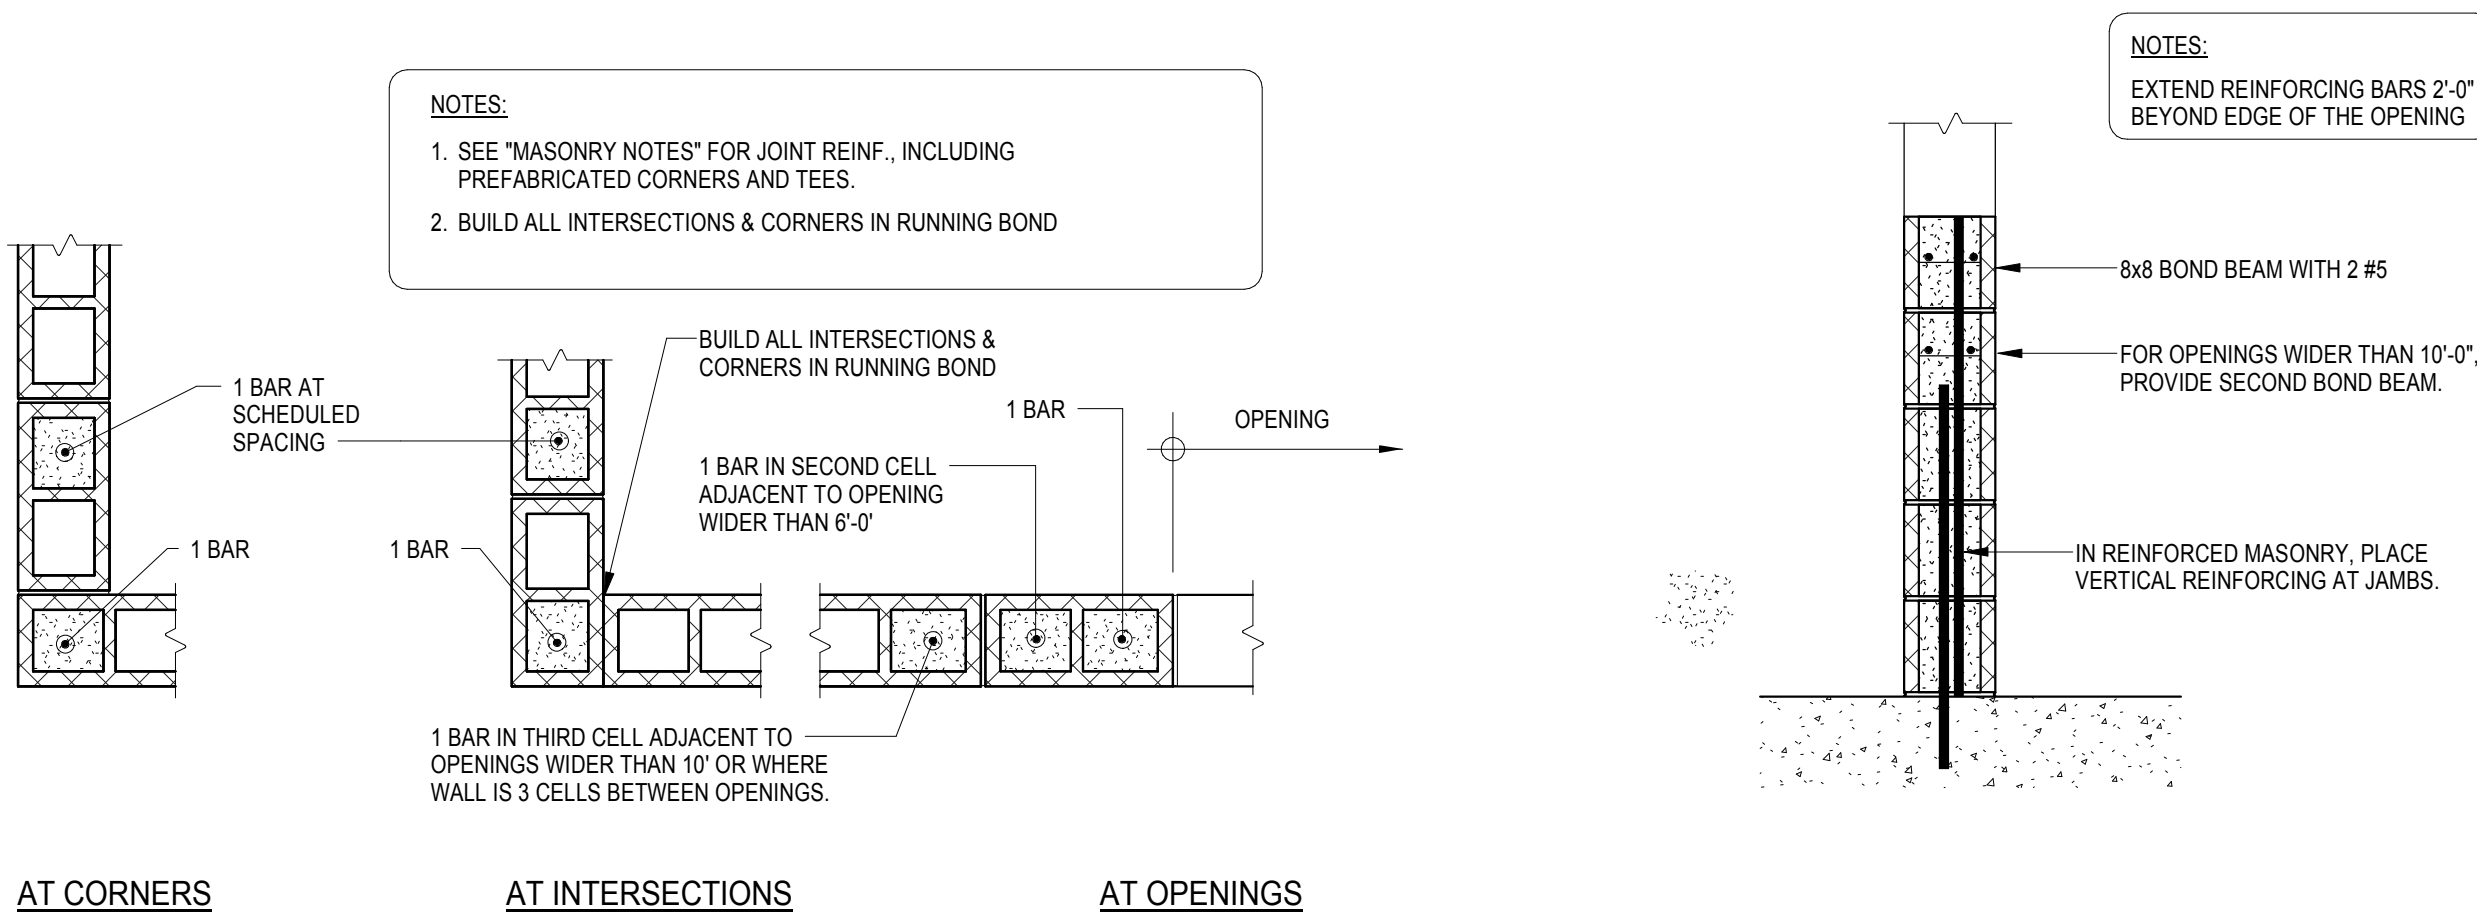 NOTES:
1. SEE "MASONRY NOTES" FOR JOINT REINF., INCLUDING
PREFABRICATED CORNERS AND TEES.
2. BUILD ALL INTERSECTIONS & CORNERS IN RUNNING BOND
1 BAR AT
SCHEDULED
SPACING
1 BAR
1 BAR
BUILD ALL INTERSECTIONS &
CORNERS IN RUNNING BOND
1 BAR IN SECOND CELL
ADJACENT TO OPENING
WIDER THAN 6'-0'
1 BAR
OPENING
1 BAR IN THIRD CELL ADJACENT TO
OPENINGS WIDER THAN 10' OR WHERE
WALL IS 3 CELLS BETWEEN OPENINGS.
AT CORNERS
AT INTERSECTIONS
AT OPENINGS
NOTES:
EXTEND REINFORCING BARS 2'-0"
BEYOND EDGE OF THE OPENING
8x8 BOND BEAM WITH 2 #5
FOR OPENINGS WIDER THAN 10'-0",
PROVIDE SECOND BOND BEAM.
IN REINFORCED MASONRY, PLACE
VERTICAL REINFORCING AT JAMBS.